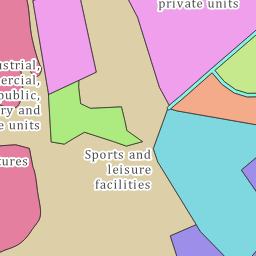 private units
ustrial,
ercial,
public,
ry and
e units
tures
Sports and
leisure
facilities